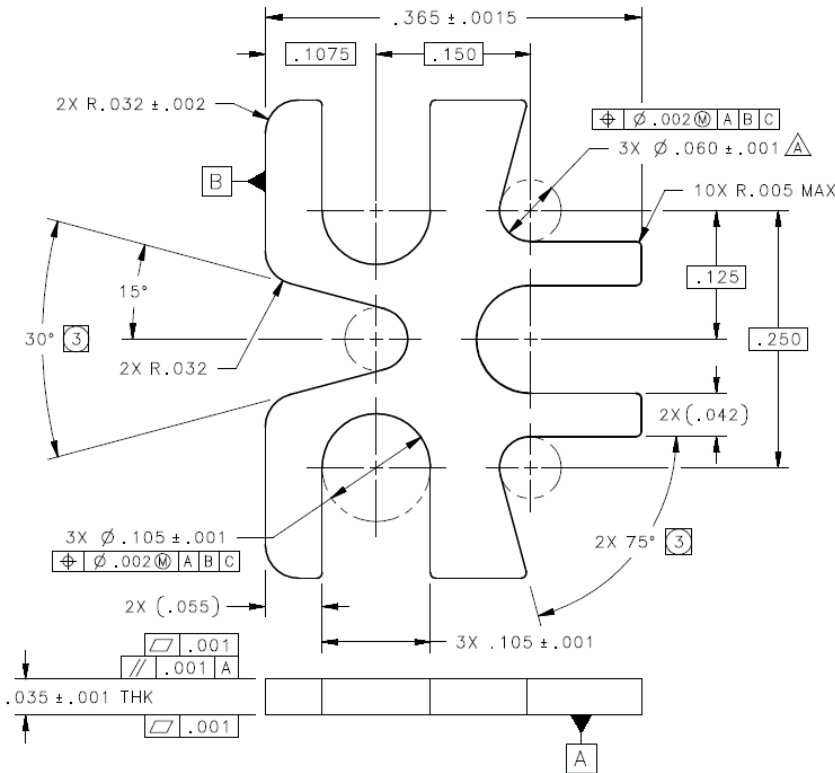 .365 ±.0015
.1075
.150
2X R.032 ±.002
⌖ Ø.002Ⓜ A B C
3X Ø.060 ±.001 A
B
10X R.005 MAX
15°
.125
30° 3
.250
2X R.032
2X (.042)
3X Ø.105 ±.001
⌖ Ø.002Ⓜ A B C
2X 75° 3
2X (.055)
3X .105 ±.001
⏥ .001
// .001 A
.035 ±.001 THK
⏥ .001
A